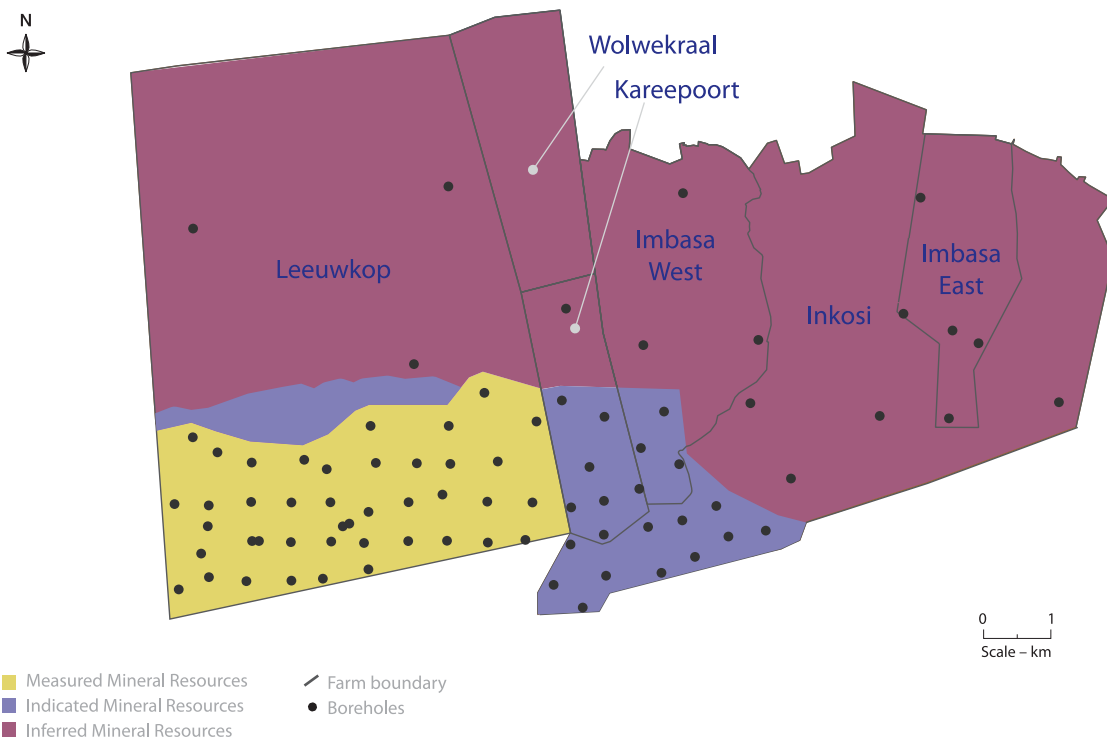 N
Wolwekraal
Kareepoort
Leeuwkop
Imbasa
West
Imbasa
East
Inkosi
0 1
Scale – km
Measured Mineral Resources
Indicated Mineral Resources
Inferred Mineral Resources
Farm boundary
Boreholes